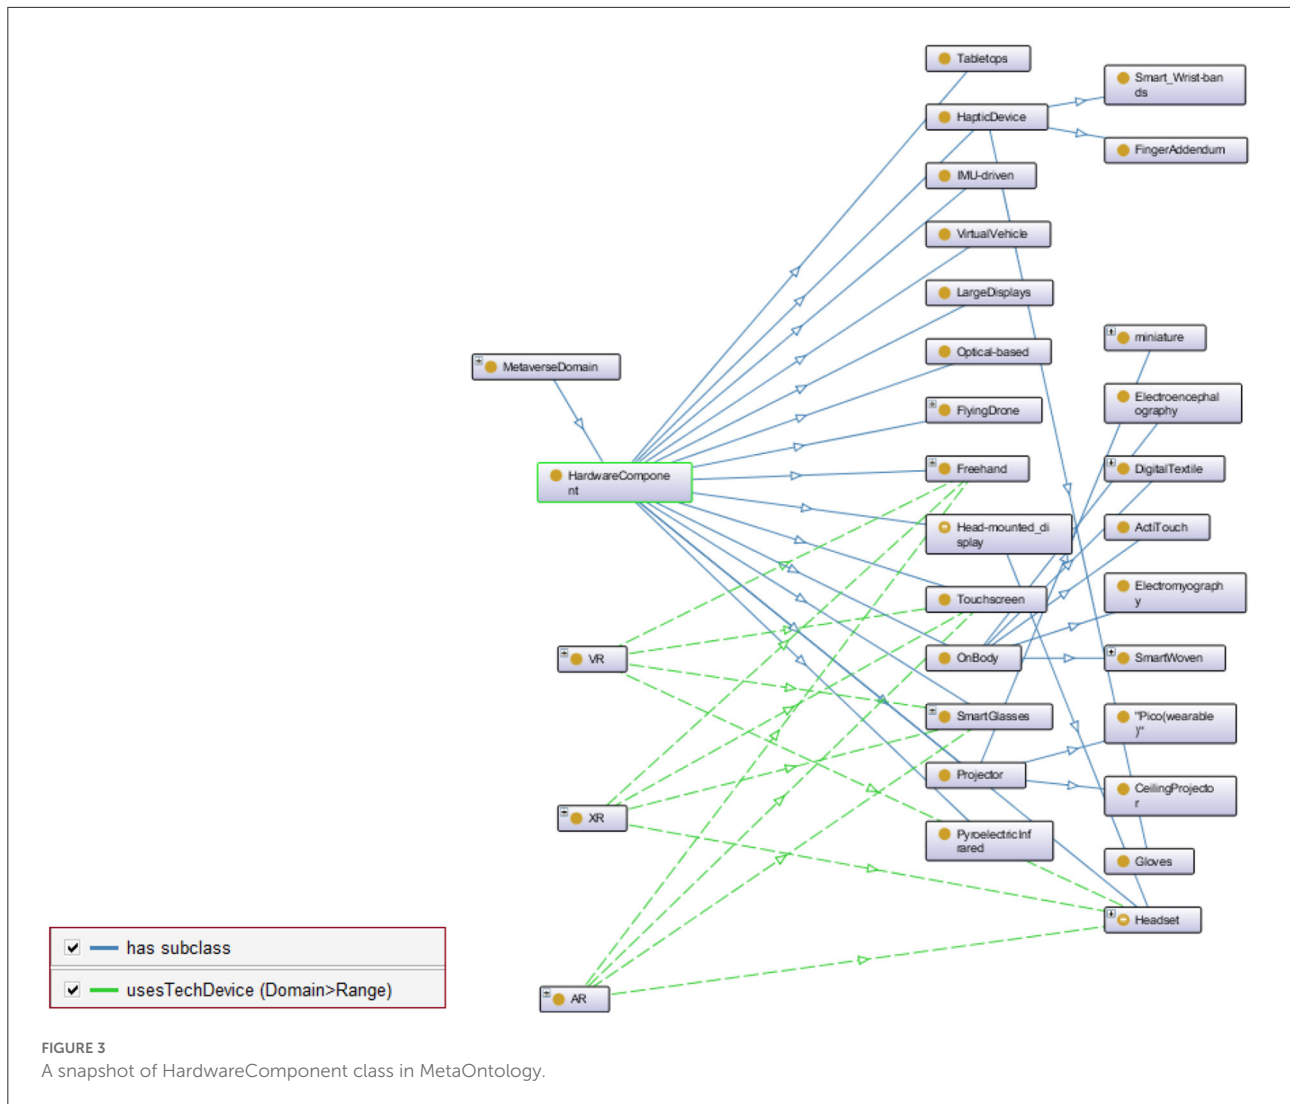 Tabletops
Smart_Wrist-ban
ds
HapticDevice
FingerAddendum
IMU-driven
VirtualVehicle
LargeDisplays
miniature
Optical-based
MetaverseDomain
Electroencephal
ography
FlyingDrone
HardwareCompone
nt
Freehand
DigitalTextile
Head-mounted_di
splay
ActiTouch
Touchscreen
Electromyograph
y
VR
OnBody
SmartWoven
SmartGlasses
"Pico(wearable
)"
Projector
CeilingProjecto
r
XR
PyroelectricInf
rared
Gloves
Headset
has subclass
usesTechDevice (Domain>Range)
AR
FIGURE 3
A snapshot of HardwareComponent class in MetaOntology.